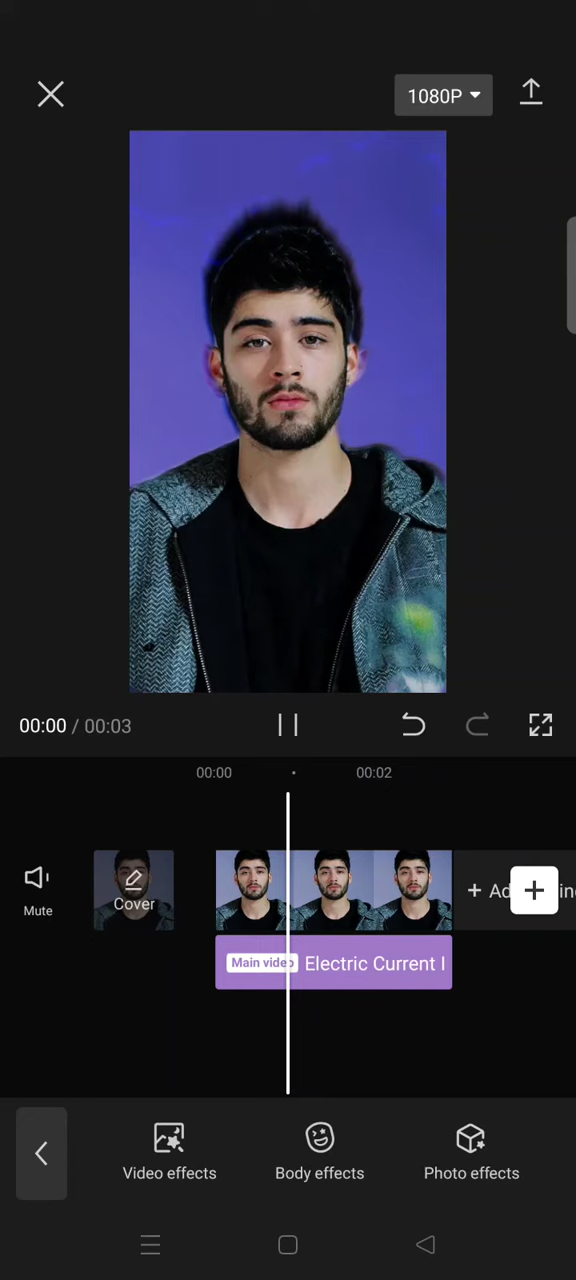 1080P
00:00 / 00:03
00:00
00:02
Mute
Cover
+ Ad
Main video
Electric Current
Video effects
Body effects
Photo effects